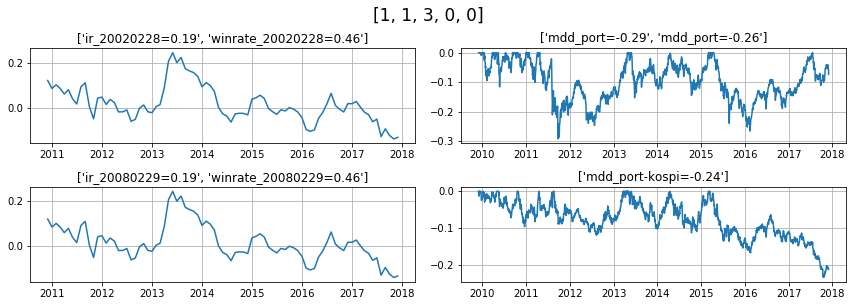 [1, 1, 3, 0, 0]
['ir_20020228=0.19', 'winrate_20020228=0.46']
0.2
0.0
2011 2012 2013 2014 2015 2016 2017 2018
['mdd_port=-0.29', 'mdd_port=-0.26']
0.0
−0.1
−0.2
−0.3
2010 2011 2012 2013 2014 2015 2016 2017 2018
['ir_20080229=0.19', 'winrate_20080229=0.46']
0.2
0.0
2011 2012 2013 2014 2015 2016 2017 2018
['mdd_port-kospi=-0.24']
0.0
−0.1
−0.2
2010 2011 2012 2013 2014 2015 2016 2017 2018